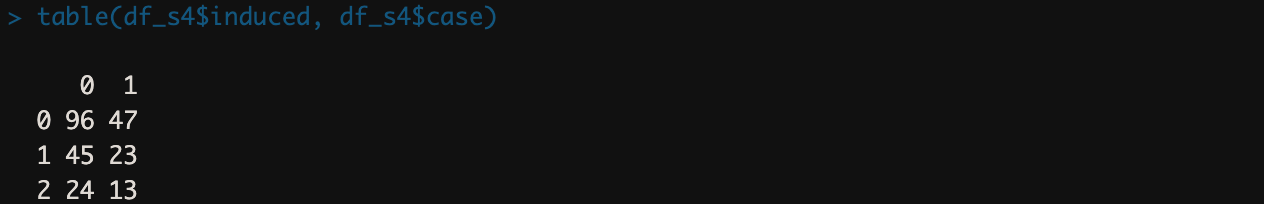 > table(df_s4$induced, df_s4$case)
0 1
0 96 47
1 45 23
2 24 13